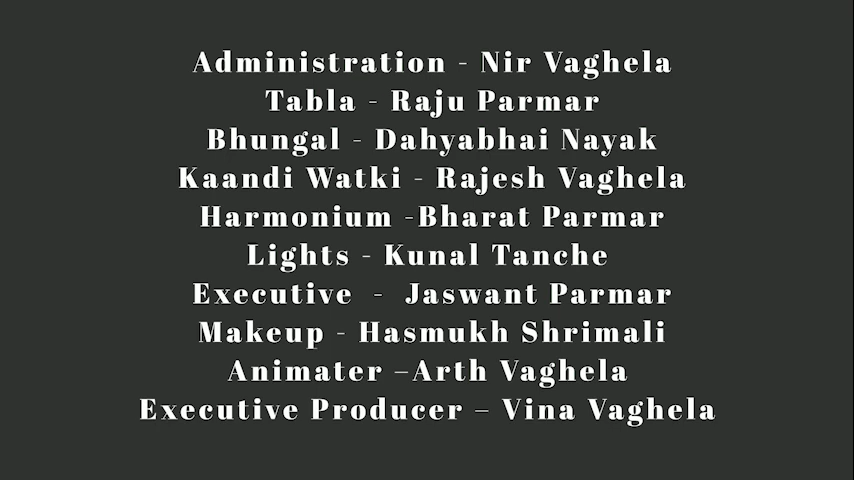 Administration - Nir Vaghela
Tabla - Raju Parmar
Bhungal - Dahyabhai Nayak
Kaandi Watki - Rajesh Vaghela
Harmonium -Bharat Parmar
Lights - Kunal Tanche
Executive  -  Jaswant Parmar
Makeup - Hasmukh Shrimali
Animater –Arth Vaghela
Executive Producer – Vina Vaghela